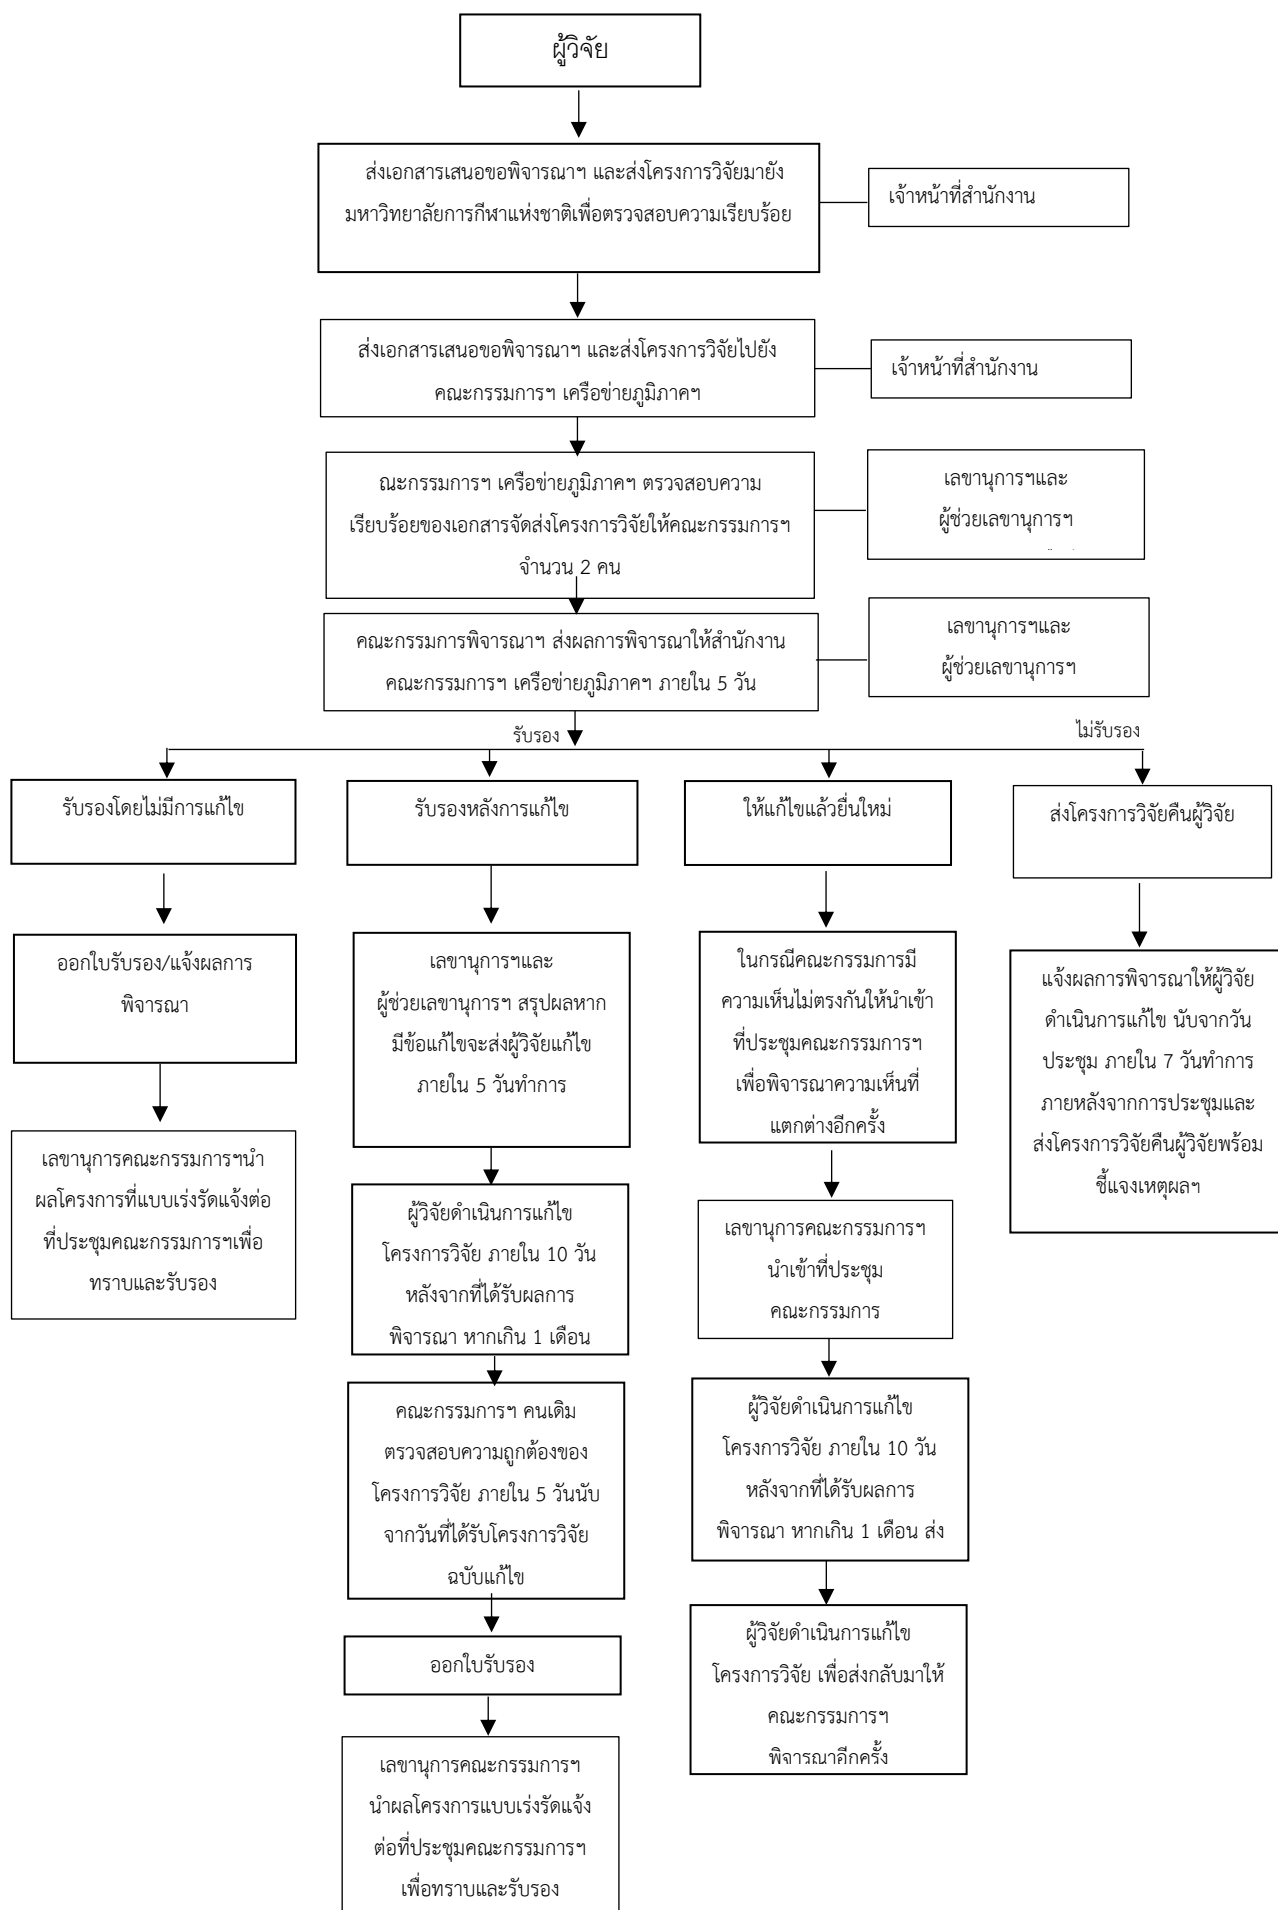 ผู้วิจัย
ส่งเอกสารเสนอขอพิจารณาฯ และส่งโครงการวิจัยมายัง
มหาวิทยาลัยการกีฬาแห่งชาติเพื่อตรวจสอบความเรียบร้อย
เจ้าหน้าที่สำนักงาน
ส่งเอกสารเสนอขอพิจารณาฯ และส่งโครงการวิจัยไปยัง
คณะกรรมการฯ เครือข่ายภูมิภาคฯ
เจ้าหน้าที่สำนักงาน
ณะกรรมการฯ เครือข่ายภูมิภาคฯ ตรวจสอบความ
เรียบร้อยของเอกสารจัดส่งโครงการวิจัยให้คณะกรรมการฯ
จำนวน 2 คน
เลขานุการฯและ
ผู้ช่วยเลขานุการฯ
คณะกรรมการพิจารณาฯ ส่งผลการพิจารณาให้สำนักงาน
คณะกรรมการฯ เครือข่ายภูมิภาคฯ ภายใน 5 วัน
เลขานุการฯและ
ผู้ช่วยเลขานุการฯ
รับรอง
ไม่รับรอง
รับรองโดยไม่มีการแก้ไข
รับรองหลังการแก้ไข
ให้แก้ไขแล้วยื่นใหม่
ส่งโครงการวิจัยคืนผู้วิจัย
ออกใบรับรอง/แจ้งผลการ
พิจารณา
เลขานุการคณะกรรมการฯนำ
ผลโครงการที่แบบเร่งรัดแจ้งต่อ
ที่ประชุมคณะกรรมการฯเพื่อ
ทราบและรับรอง
เลขานุการฯและ
ผู้ช่วยเลขานุการฯ สรุปผลหาก
มีข้อแก้ไขจะส่งผู้วิจัยแก้ไข
ภายใน 5 วันทำการ
ผู้วิจัยดำเนินการแก้ไข
โครงการวิจัย ภายใน 10 วัน
หลังจากที่ได้รับผลการ
พิจารณา หากเกิน 1 เดือน
คณะกรรมการฯ คนเดิม
ตรวจสอบความถูกต้องของ
โครงการวิจัย ภายใน 5 วันนับ
จากวันที่ได้รับโครงการวิจัย
ฉบับแก้ไข
ออกใบรับรอง
เลขานุการคณะกรรมการฯ
นำผลโครงการแบบเร่งรัดแจ้ง
ต่อที่ประชุมคณะกรรมการฯ
เพื่อทราบและรับรอง
ในกรณีคณะกรรมการมี
ความเห็นไม่ตรงกันให้นำเข้า
ที่ประชุมคณะกรรมการฯ
เพื่อพิจารณาความเห็นที่
แตกต่างอีกครั้ง
เลขานุการคณะกรรมการฯ
นำเข้าที่ประชุม
คณะกรรมการ
ผู้วิจัยดำเนินการแก้ไข
โครงการวิจัย ภายใน 10 วัน
หลังจากที่ได้รับผลการ
พิจารณา หากเกิน 1 เดือน ส่ง
ผู้วิจัยดำเนินการแก้ไข
โครงการวิจัย เพื่อส่งกลับมาให้
คณะกรรมการฯ
พิจารณาอีกครั้ง
แจ้งผลการพิจารณาให้ผู้วิจัย
ดำเนินการแก้ไข นับจากวัน
ประชุม ภายใน 7 วันทำการ
ภายหลังจากการประชุมและ
ส่งโครงการวิจัยคืนผู้วิจัยพร้อม
ชี้แจงเหตุผลฯ